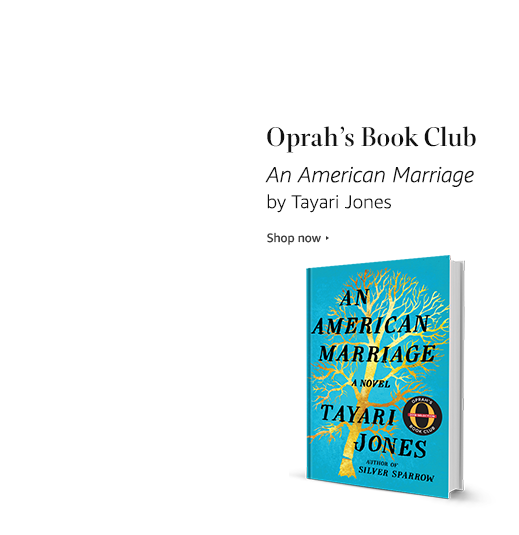 Oprah's Book Club
An American Marriage
by Tayari Jones
Shop now ▸
AN
AMERICAN
MARRIAGE
A NOVEL
TAYARI
JONES
OPRAH'S
O
BOOK CLUB
AUTHOR OF
SILVER SPARROW